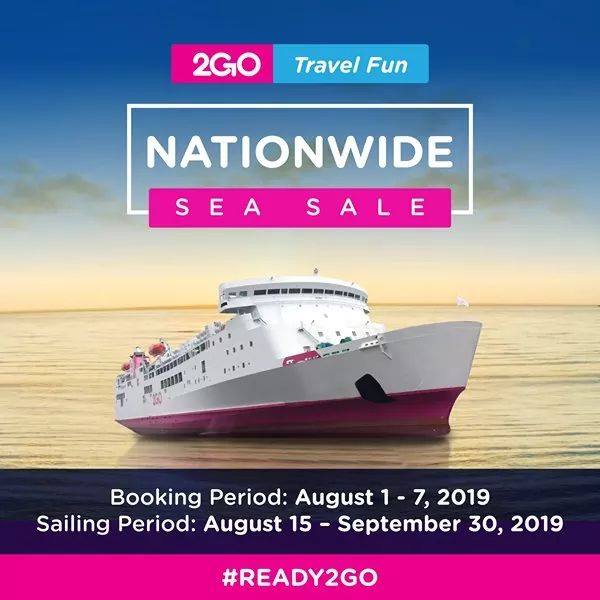 2GO Travel Fun
NATIONWIDE
SEA SALE
2GO
Booking Period: August 1 - 7, 2019
Sailing Period: August 15 – September 30, 2019
#READY2GO